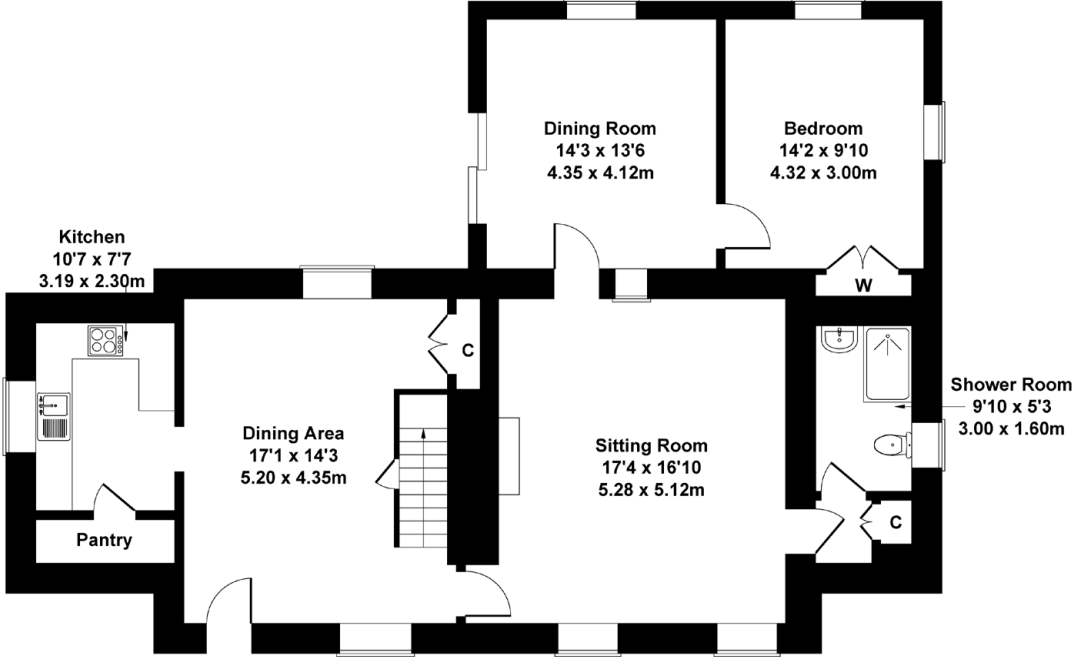 Dining Room
14'3 x 13'6
4.35 x 4.12m
Bedroom
14'2 x 9'10
4.32 x 3.00m
Kitchen
10'7 x 7'7
3.19 x 2.30m
W
C
Shower Room
9'10 x 5'3
3.00 x 1.60m
Dining Area
17'1 x 14'3
5.20 x 4.35m
Sitting Room
17'4 x 16'10
5.28 x 5.12m
C
Pantry